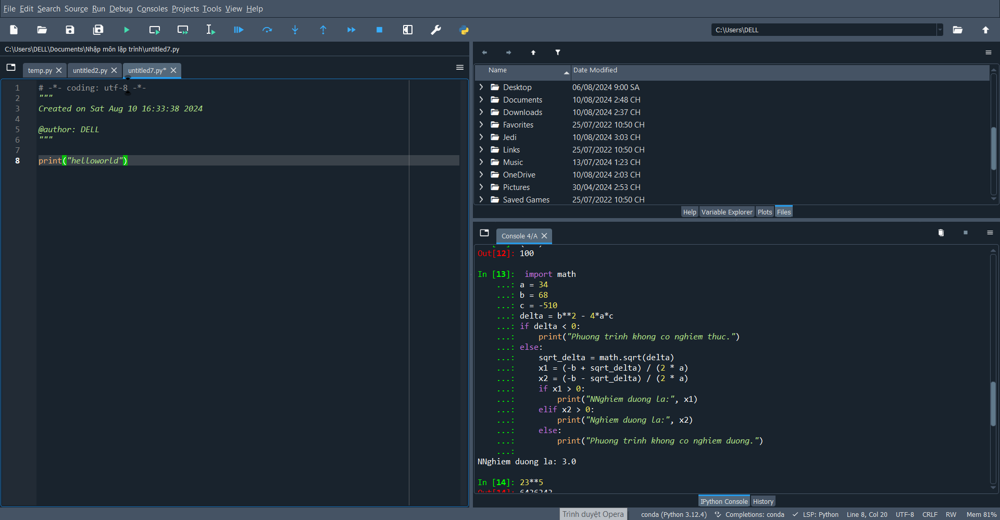 File Edit Search Source Run Debug Consoles Projects Tools View Help
C:\Users\DELL
C:\Users\DELL\Documents\Nhập môn lập trình\untitled7.py
temp.py
untitled2.py
untitled7.py*
1 # -*- coding: utf-8 -*-
2 """
3 Created on Sat Aug 10 16:33:38 2024
4
5 @author: DELL
6 """
7
8 print("helloworld")
Name Date Modified
Desktop 06/08/2024 9:00 SA
Documents 10/08/2024 2:48 CH
Downloads 10/08/2024 2:37 CH
Favorites 25/07/2022 10:50 CH
Jedi 10/08/2024 3:03 CH
Links 25/07/2022 10:50 CH
Music 13/07/2024 1:23 CH
OneDrive 10/08/2024 2:03 CH
Pictures 30/04/2024 2:53 CH
Saved Games 25/07/2022 10:50 CH
Help Variable Explorer Plots Files
Console 4/A
Out[12]: 100
In [13]:  import math
...: a = 34
...: b = 68
...: c = -510
...: delta = b**2 - 4*a*c
...: if delta < 0:
...:     print("Phuong trinh khong co nghiem thuc.")
...: else:
...:     sqrt_delta = math.sqrt(delta)
...:     x1 = (-b + sqrt_delta) / (2 * a)
...:     x2 = (-b - sqrt_delta) / (2 * a)
...:     if x1 > 0:
...:         print("NNghiem duong la:", x1)
...:     elif x2 > 0:
...:         print("Nghiem duong la:", x2)
...:     else:
...:         print("Phuong trinh khong co nghiem duong.")
...:
NNghiem duong la: 3.0
In [14]: 23**5
Out[14]: 6436343
IPython Console History
Trình duyệt Opera
conda (Python 3.12.4) Completions: conda LSP: Python Line 8, Col 20 UTF-8 CRLF RW Mem 81%